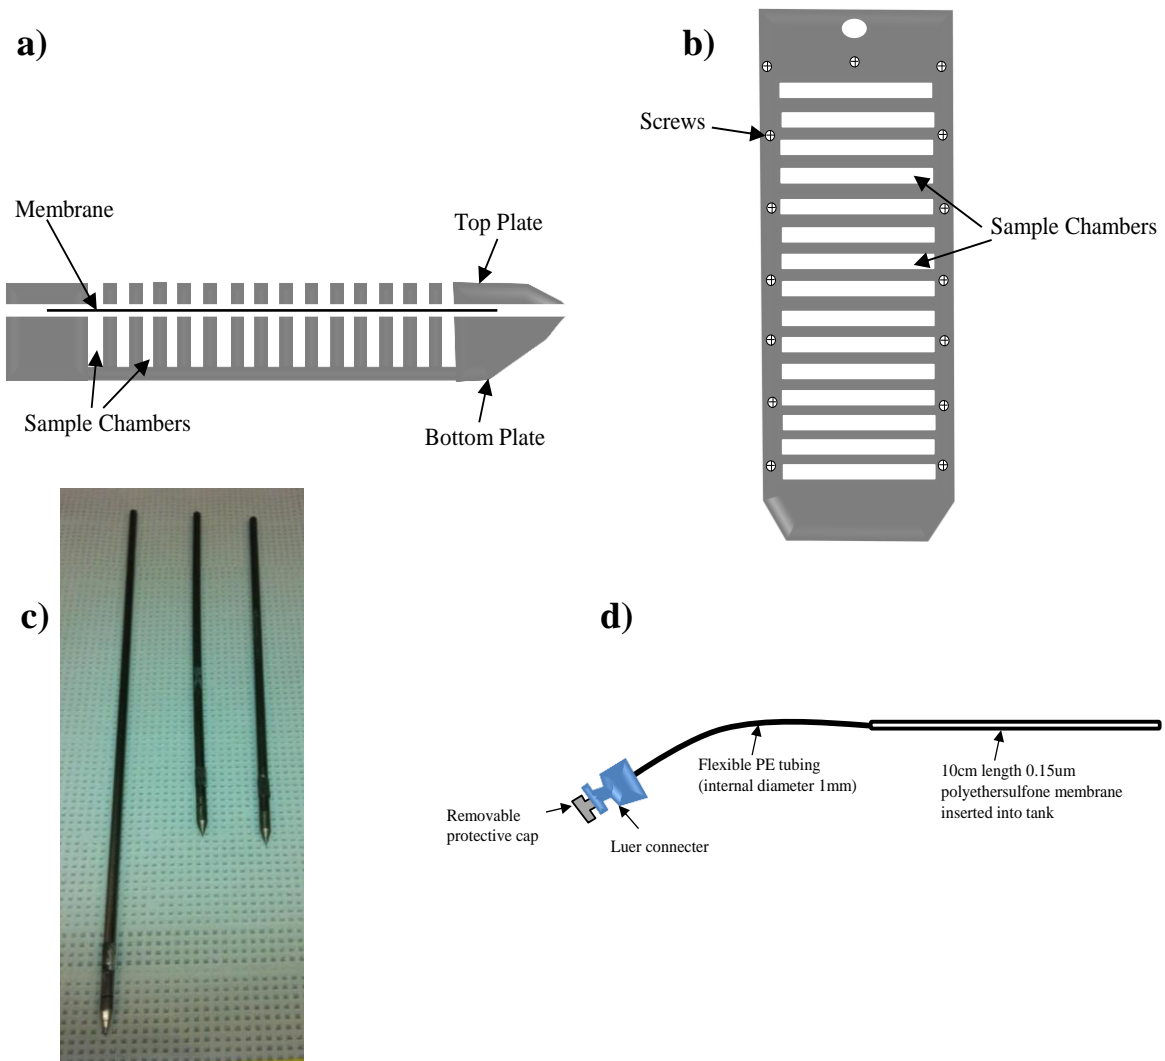 a)
Membrane
Top Plate
Sample Chambers
Bottom Plate
b)
Screws
Sample Chambers
c)
d)
Flexible PE tubing
(internal diameter 1mm)
10cm length 0.15um
polyethersulfone membrane
inserted into tank
Removable
protective cap
Luer connecter